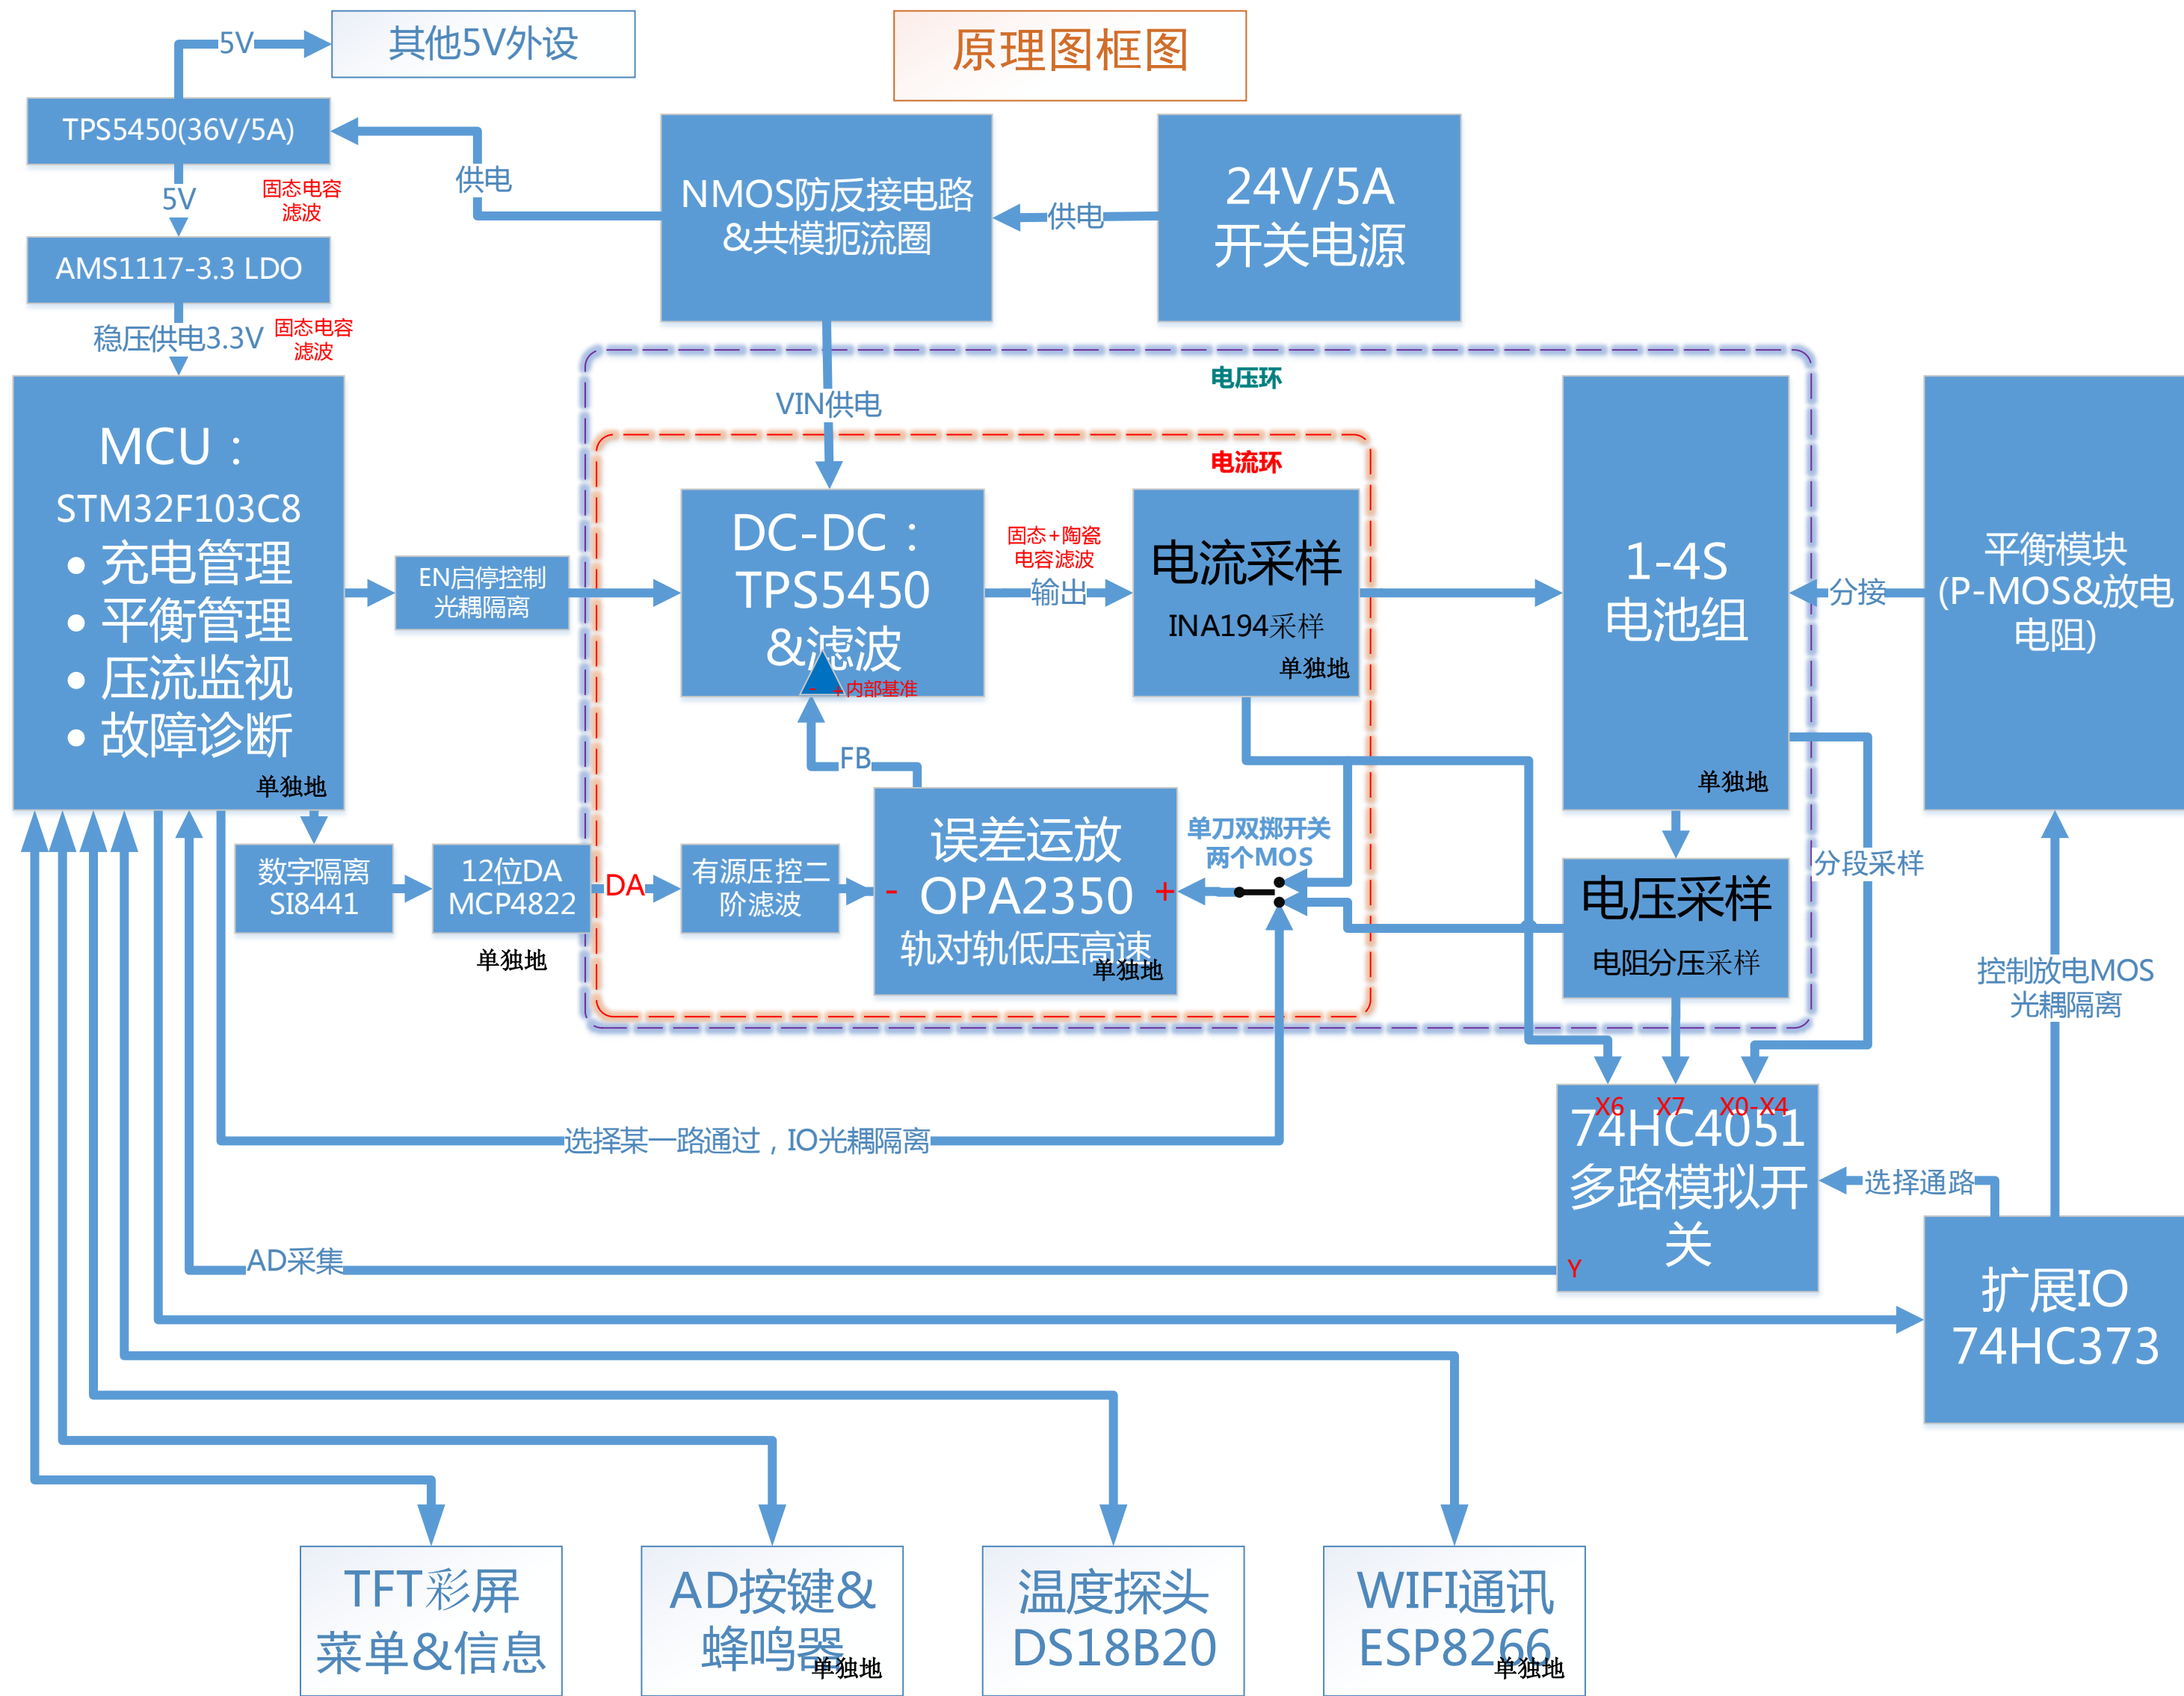 5V
其他5V外设
原理图框图
TPS5450(36V/5A)
供电
NMOS防反接电路
&共模扼流圈
供电
24V/5A
开关电源
5V
固态电容
滤波
AMS1117-3.3 LDO
稳压供电3.3V
固态电容
滤波
电压环
VIN供电
电流环
MCU：
STM32F103C8
• 充电管理
• 平衡管理
• 压流监视
• 故障诊断
单独地
EN启停控制
光耦隔离
DC-DC：
TPS5450
&滤波
- +内部基准
固态+陶瓷
电容滤波
输出
电流采样
INA194采样
单独地
1-4S
电池组
单独地
分接
平衡模块
(P-MOS&放电
电阻)
FB
数字隔离
SI8441
12位DA
MCP4822
单独地
DA
有源压控二
阶滤波
误差运放
- OPA2350 +
轨对轨低压高速
单独地
单刀双掷开关
两个MOS
电压采样
电阻分压采样
分段采样
控制放电MOS
光耦隔离
选择某一路通过，IO光耦隔离
X6 X7 X0-X4
74HC4051
多路模拟开
关
Y
选择通路
AD采集
扩展IO
74HC373
TFT彩屏
菜单&信息
AD按键&
蜂鸣器
单独地
温度探头
DS18B20
WIFI通讯
ESP8266
单独地